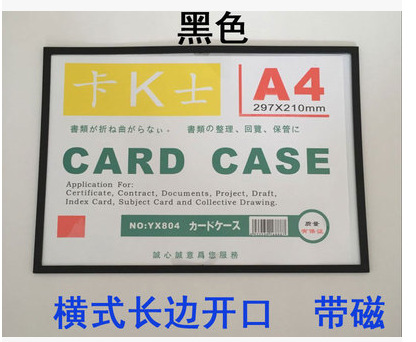 黑色
卡K士
A4
297X210mm
書類が折ね曲がらない。 書類の整理、回覽、保管に
CARD CASE
Application For:
Certificate, Contract, Documents, Project, Draft,
Index Card, Subject Card and Collective Drawing.
NO:YX804 カードケース
誠心誠意爲您服務
横式长边开口 带磁